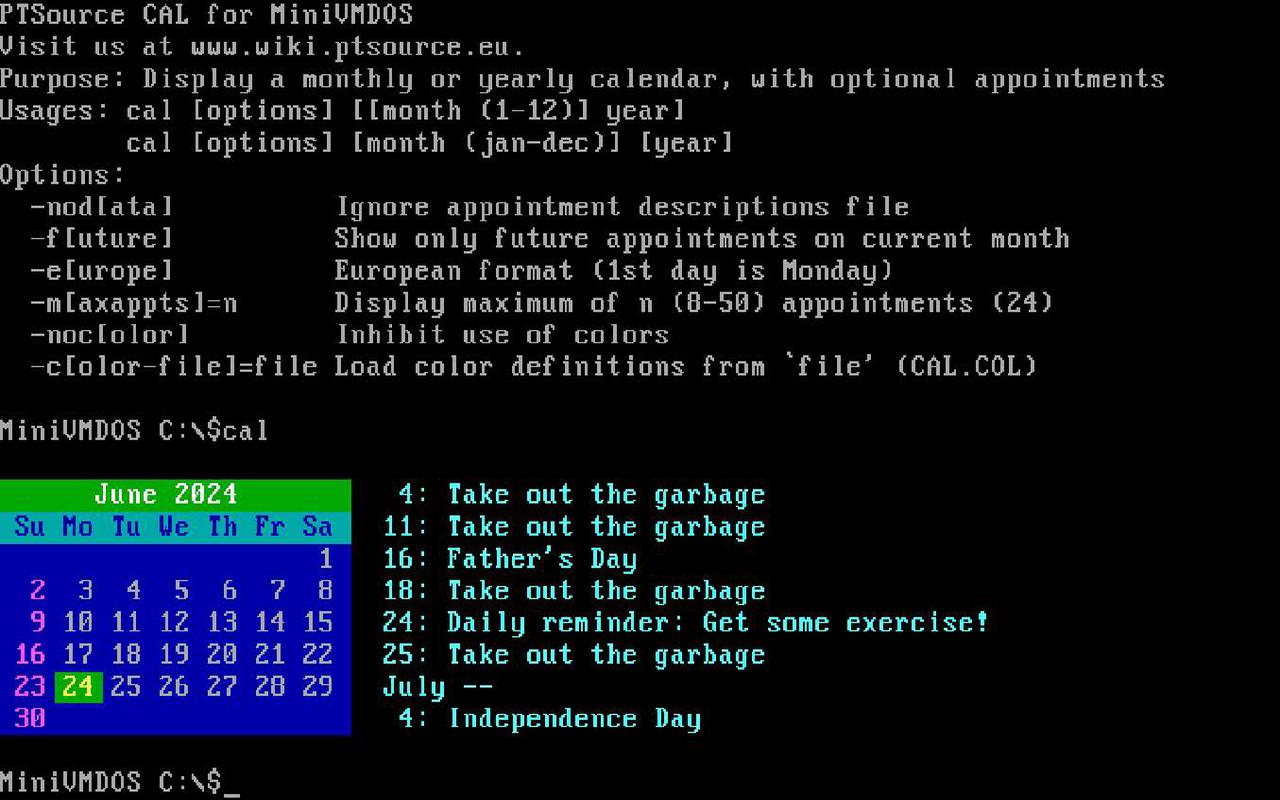 PTSource CAL for MiniVMDOS
Visit us at www.wiki.ptsource.eu.
Purpose: Display a monthly or yearly calendar, with optional appointments
Usages: cal [options] [[month (1-12)] year]
        cal [options] [month (jan-dec)] [year]
Options:
  -nod[ata]          Ignore appointment descriptions file
  -f[uture]          Show only future appointments on current month
  -e[urope]          European format (1st day is Monday)
  -m[axappts]=n      Display maximum of n (8-50) appointments (24)
  -noc[olor]         Inhibit use of colors
  -c[olor-file]=file Load color definitions from `file' (CAL.COL)
MiniVMDOS C:\$cal
      June 2024          4: Take out the garbage
 Su Mo Tu We Th Fr Sa   11: Take out the garbage
                    1   16: Father's Day
  2  3  4  5  6  7  8   18: Take out the garbage
  9 10 11 12 13 14 15   24: Daily reminder: Get some exercise!
 16 17 18 19 20 21 22   25: Take out the garbage
 23 24 25 26 27 28 29   July --
 30                      4: Independence Day
MiniVMDOS C:\$_